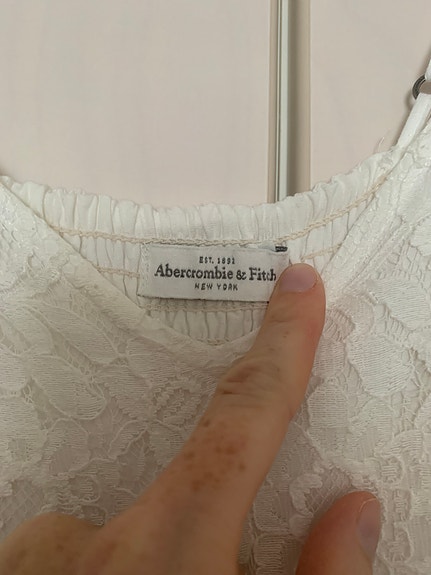 EST. 1892
Abercrombie & Fitch
NEW YORK